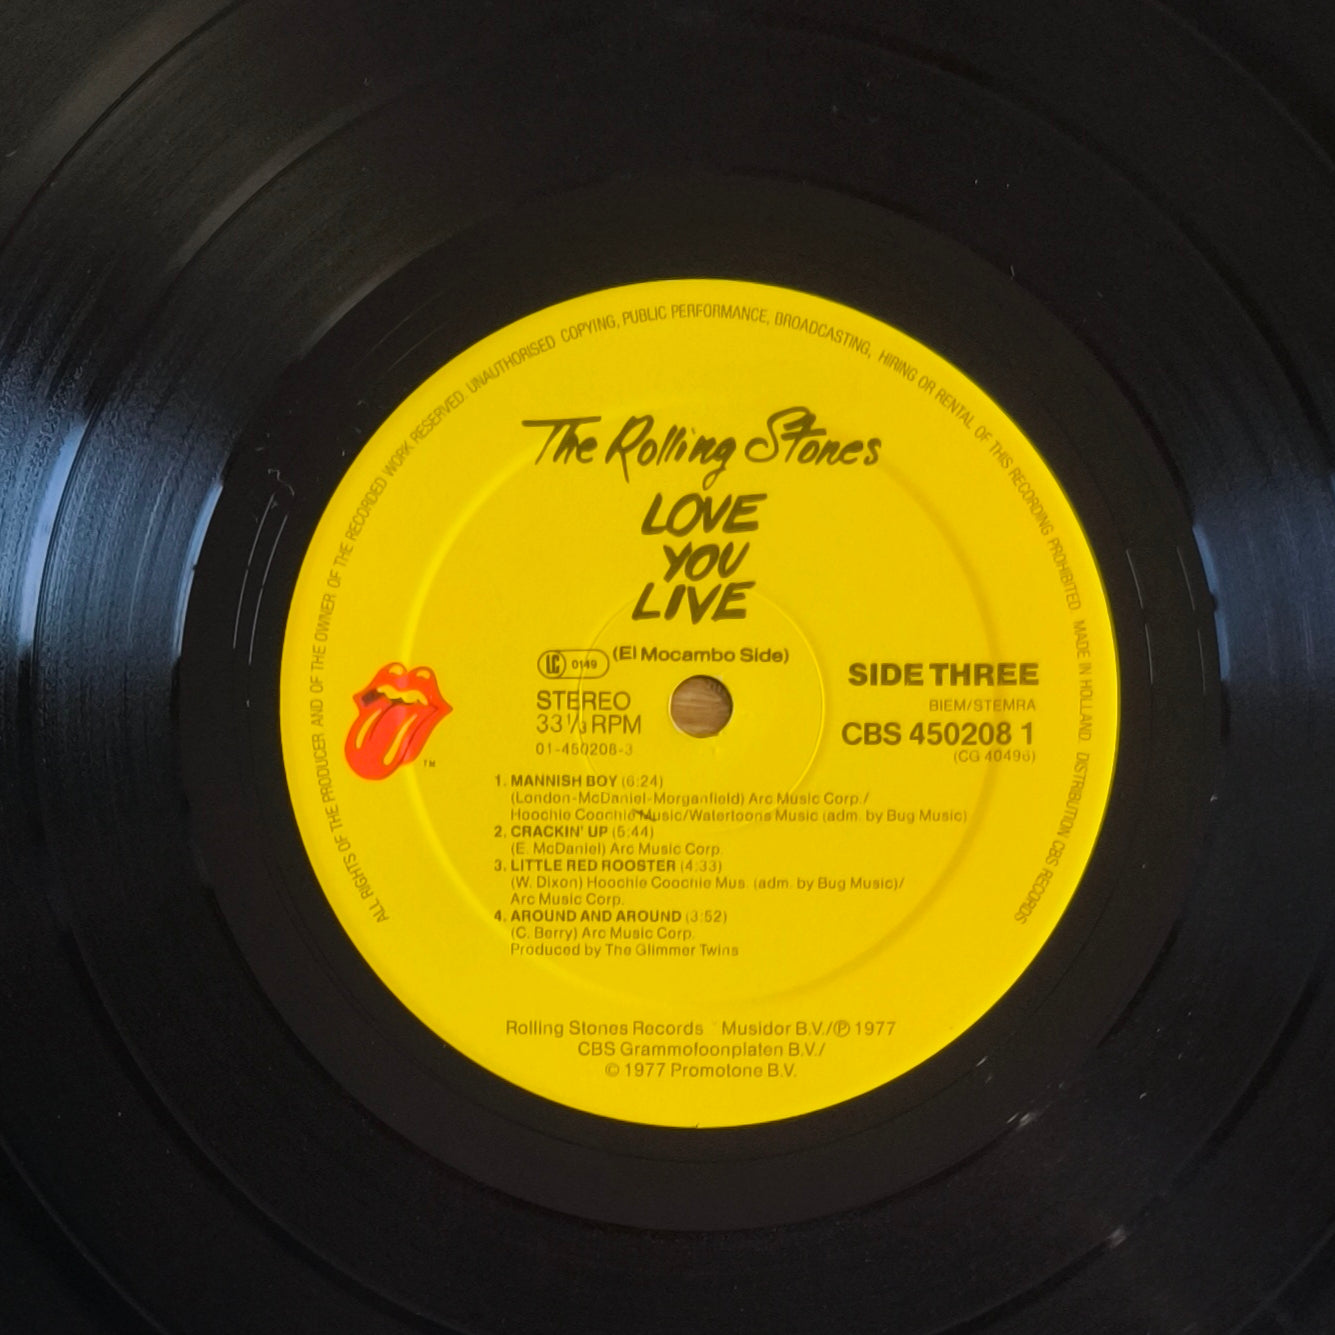 ALL RIGHTS OF THE PRODUCER AND OF THE OWNER OF THE RECORDED WORK RESERVED. UNAUTHORISED COPYING, PUBLIC PERFORMANCE, BROADCASTING, HIRING OR RENTAL OF THIS RECORDING PROHIBITED. MADE IN HOLLAND DISTRIBUTION CBS RECORDS
The Rolling Stones
LOVE
YOU
LIVE
(El Mocambo Side)
LC 0149
STEREO
33⅓ RPM
01-450208-3
SIDE THREE
BIEM/STEMRA
CBS 450208 1
(CG 40496)
TM
1. MANNISH BOY (6:24)
(London-McDaniel-Morganfield) Arc Music Corp./
Hoochie Coochie Music/Watertoons Music (adm. by Bug Music)
2. CRACKIN' UP (5:44)
(E. McDaniel) Arc Music Corp.
3. LITTLE RED ROOSTER (4:33)
(W. Dixon) Hoochie Coochie Mus. (adm. by Bug Music)/
Arc Music Corp.
4. AROUND AND AROUND (3:52)
(C. Berry) Arc Music Corp.
Produced by The Glimmer Twins
Rolling Stones Records Musidor B.V./℗ 1977
CBS Grammofoonplaten B.V./
© 1977 Promotone B.V.